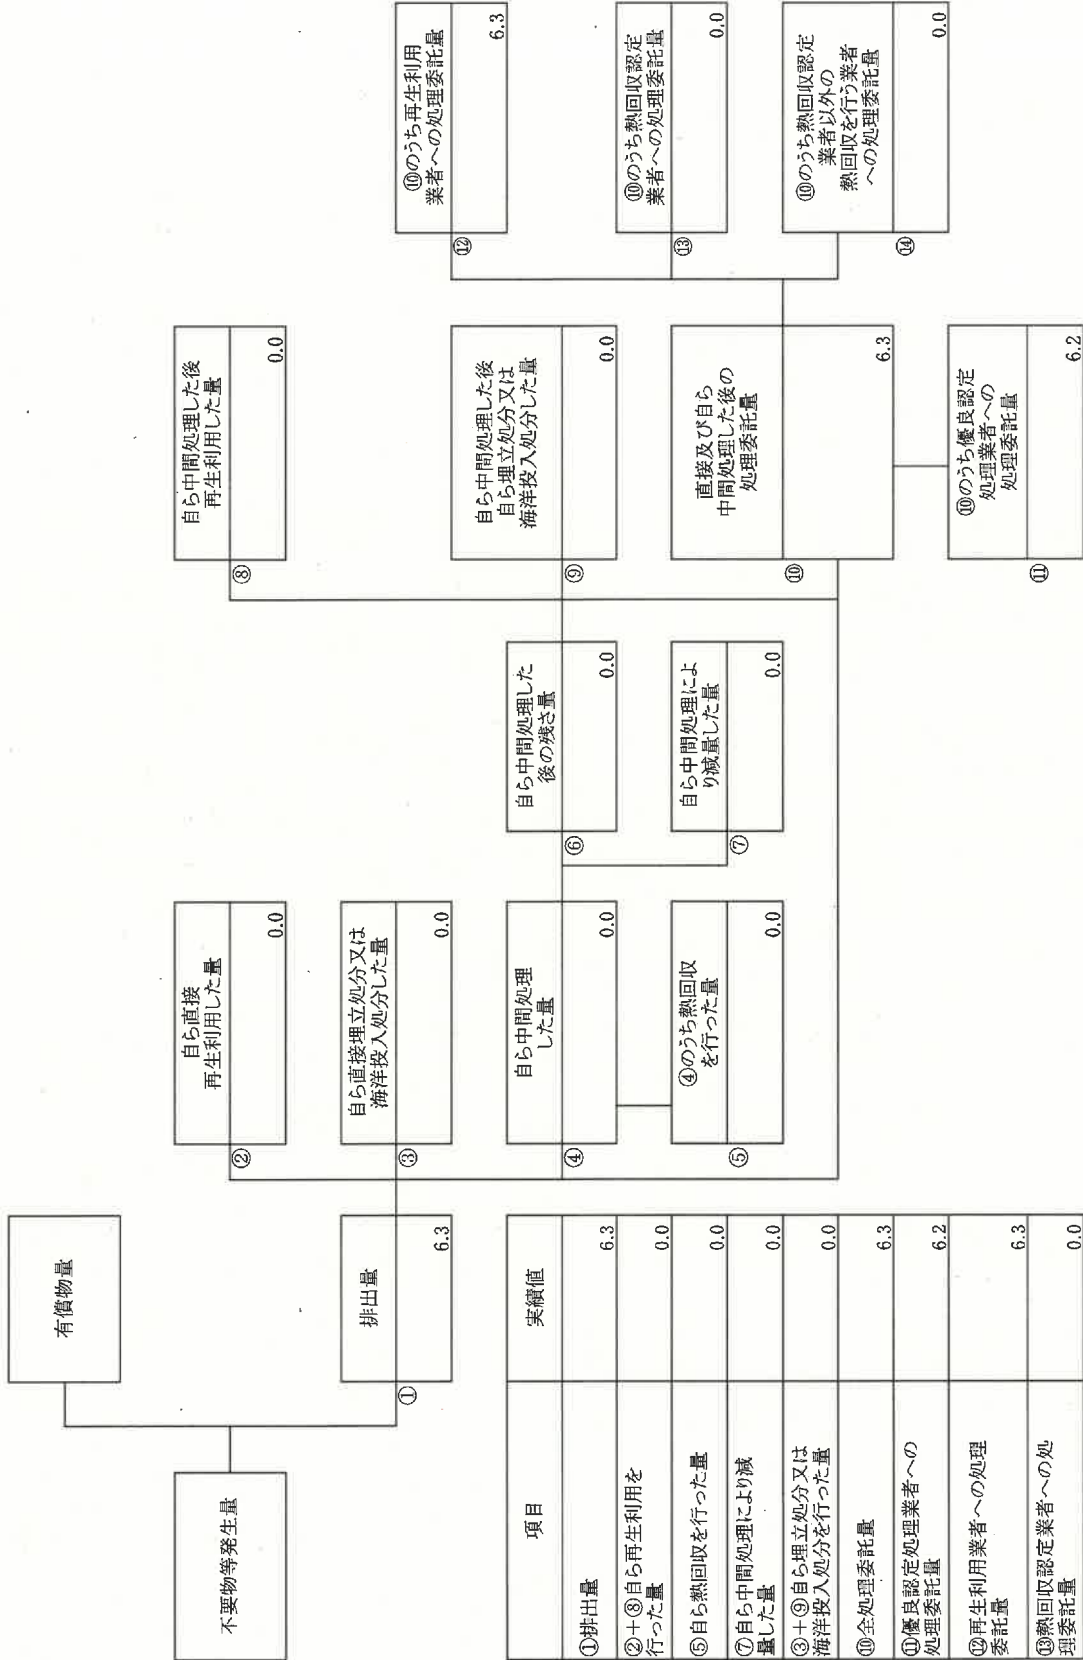 不要物等発生量
有償物量
①
排出量
6.3
②
自ら直接
再生利用した量
0.0
③
自ら直接埋立処分又は
海洋投入処分した量
0.0
④
自ら中間処理
した量
0.0
⑤
④のうち熱回収
を行った量
0.0
⑥
自ら中間処理した
後の残さ量
0.0
⑦
自ら中間処理によ
り減量した量
0.0
⑧
自ら中間処理した後
再生利用した量
0.0
⑨
自ら中間処理した後
自ら埋立処分又は
海洋投入処分した量
0.0
⑩
直接及び自ら
中間処理した後の
処理委託量
6.3
⑪
⑩のうち優良認定
処理業者への
処理委託量
6.2
⑫
⑩のうち再生利用
業者への処理委託量
6.3
⑬
⑩のうち熱回収認定
業者への処理委託量
0.0
⑭
⑩のうち熱回収認定
業者以外の
熱回収を行う業者
への処理委託量
0.0
項目 実績値
①排出量 6.3
②+⑧自ら再生利用を
行った量 0.0
⑤自ら熱回収を行った量 0.0
⑦自ら中間処理により減
量した量 0.0
③+⑨自ら埋立処分又は
海洋投入処分を行った量 0.0
⑩全処理委託量 6.3
⑪優良認定処理業者への
処理委託量 6.2
⑫再生利用業者への処理
委託量 6.3
⑬熱回収認定業者への処
理委託量 0.0